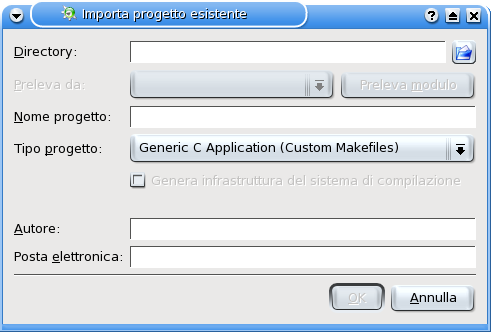 Importa progetto esistente
Directory:
Preleva da: Preleva modulo
Nome progetto:
Tipo progetto: Generic C Application (Custom Makefiles)
Genera infrastruttura del sistema di compilazione
Autore:
Posta elettronica:
OK Annulla